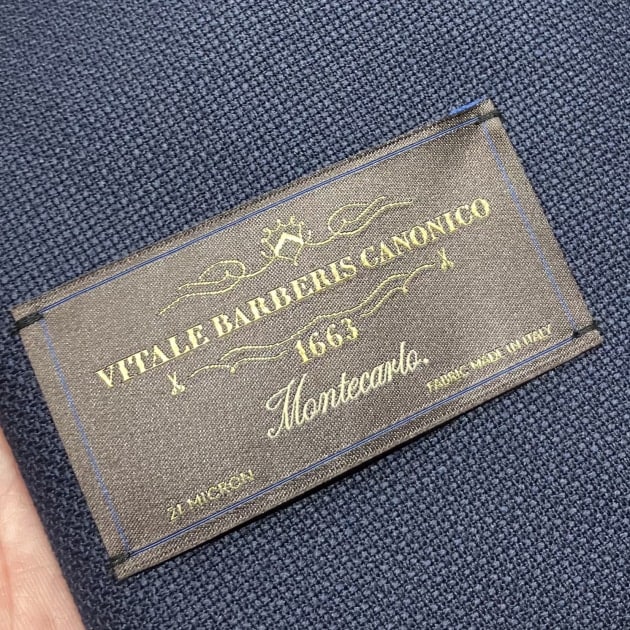 VITALE BARBERIS CANONICO
1663
Montecarlo.
FABRIC MADE IN ITALY
21 MICRON